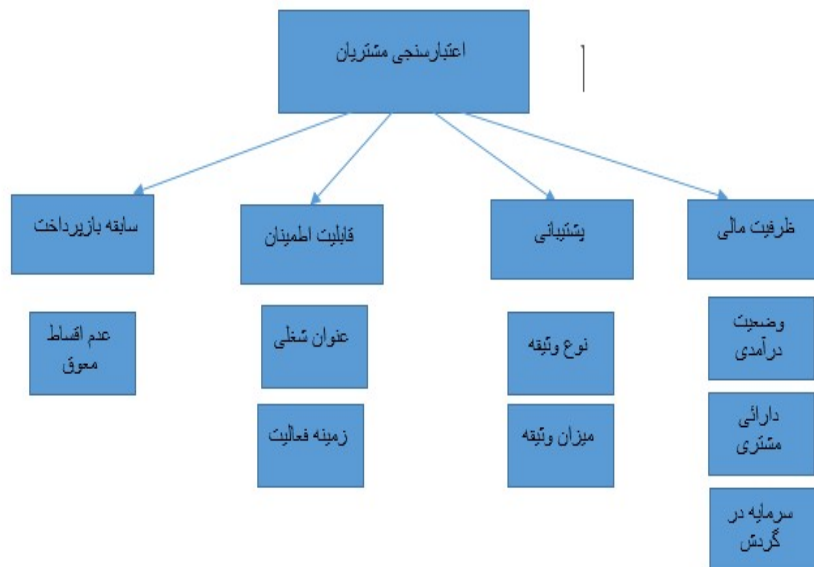 اعتبارسنجی مشتریان
ظرفیت مالی
پشتیبانی
قابلیت اطمینان
سابقه بازپرداخت
وضعیت
درآمدی
دارائی
مشتری
سرمایه در
گردش
نوع وثیقه
میزان وثیقه
عنوان شغلی
زمینه فعالیت
عدم اقساط
معوق